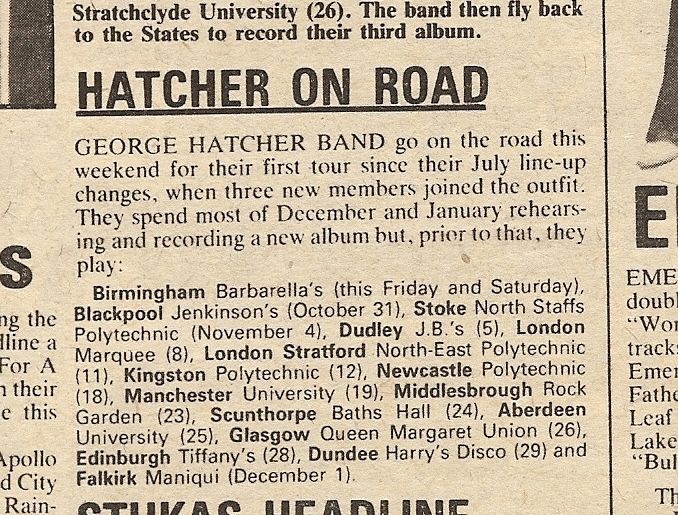 Stratchclyde University (26). The band then fly back
to the States to record their third album.
HATCHER ON ROAD
GEORGE HATCHER BAND go on the road this
weekend for their first tour since their July line-up
changes, when three new members joined the outfit.
They spend most of December and January rehears-
ing and recording a new album but, prior to that, they
play:
Birmingham Barbarella's (this Friday and Saturday),
Blackpool Jenkinson's (October 31), Stoke North Staffs
Polytechnic (November 4), Dudley J.B.'s (5), London
Marquee (8), London Stratford North-East Polytechnic
(11), Kingston Polytechnic (12), Newcastle Polytechnic
(18), Manchester University (19), Middlesbrough Rock
Garden (23), Scunthorpe Baths Hall (24), Aberdeen
University (25), Glasgow Queen Margaret Union (26),
Edinburgh Tiffany's (28), Dundee Harry's Disco (29) and
Falkirk Maniqui (December 1).
STUKAS HEADLINE
S
ng the
dline a
For A
n their
e this
Apollo
d City
Rain-
E
EME
doubl
"Wor
track
Emer
Fathe
Leaf
Lake
"Bul
Th